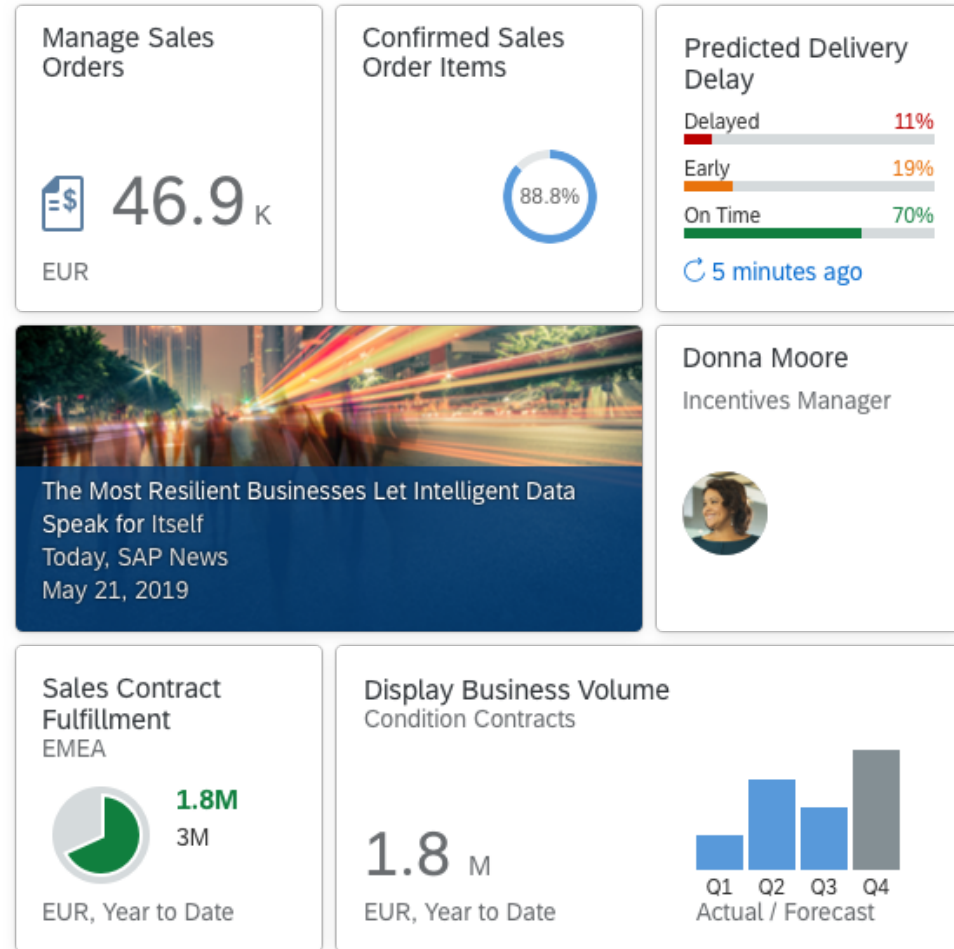 Manage Sales
Orders
$
46.9 K
EUR
Confirmed Sales
Order Items
88.8%
Predicted Delivery
Delay
Delayed 11%
Early 19%
On Time 70%
5 minutes ago
The Most Resilient Businesses Let Intelligent Data
Speak for Itself
Today, SAP News
May 21, 2019
Donna Moore
Incentives Manager
Sales Contract
Fulfillment
EMEA
1.8M
3M
EUR, Year to Date
Display Business Volume
Condition Contracts
1.8 M
EUR, Year to Date
Q1 Q2 Q3 Q4
Actual / Forecast